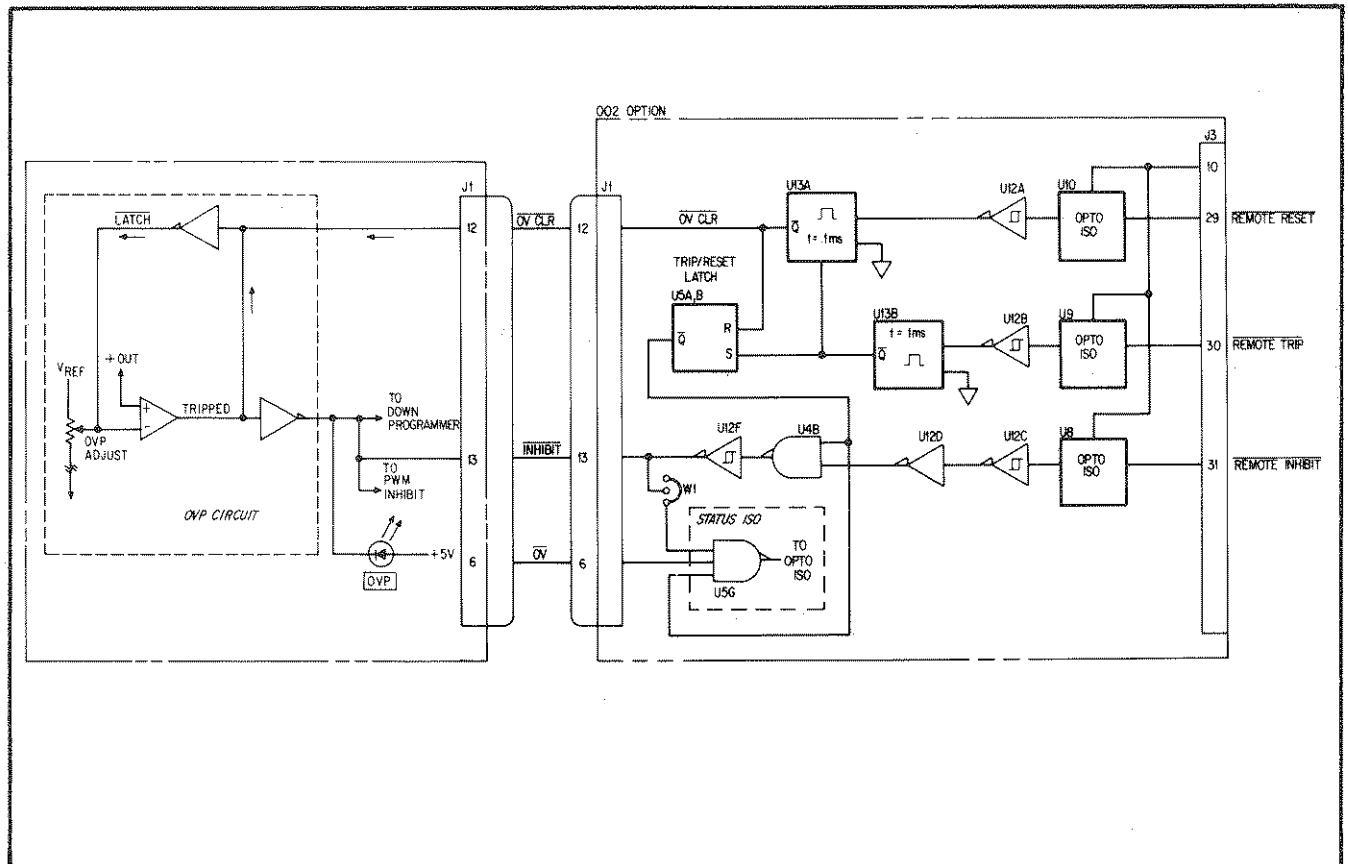 002 OPTION
J3
J1
J1
10
U13A
U12A
U10
LATCH
12
OV CLR
12
OV CLR
Q
t = .1ms
OPTO
ISO
29
REMOTE RESET
TRIP/RESET
LATCH
U5A,B
R
Q
S
U13B
t = 1ms
Q
U12B
U9
OPTO
ISO
30
REMOTE TRIP
+OUT
VREF
+
-
TRIPPED
OVP
ADJUST
TO
DOWN
PROGRAMMER
U12F
U4B
U12D
U12C
U8
13
INHIBIT
13
OPTO
ISO
31
REMOTE INHIBIT
TO
PWM
INHIBIT
W1
OVP CIRCUIT
STATUS ISO
+5V
6
OV
6
TO
OPTO
ISO
OVP
U5G